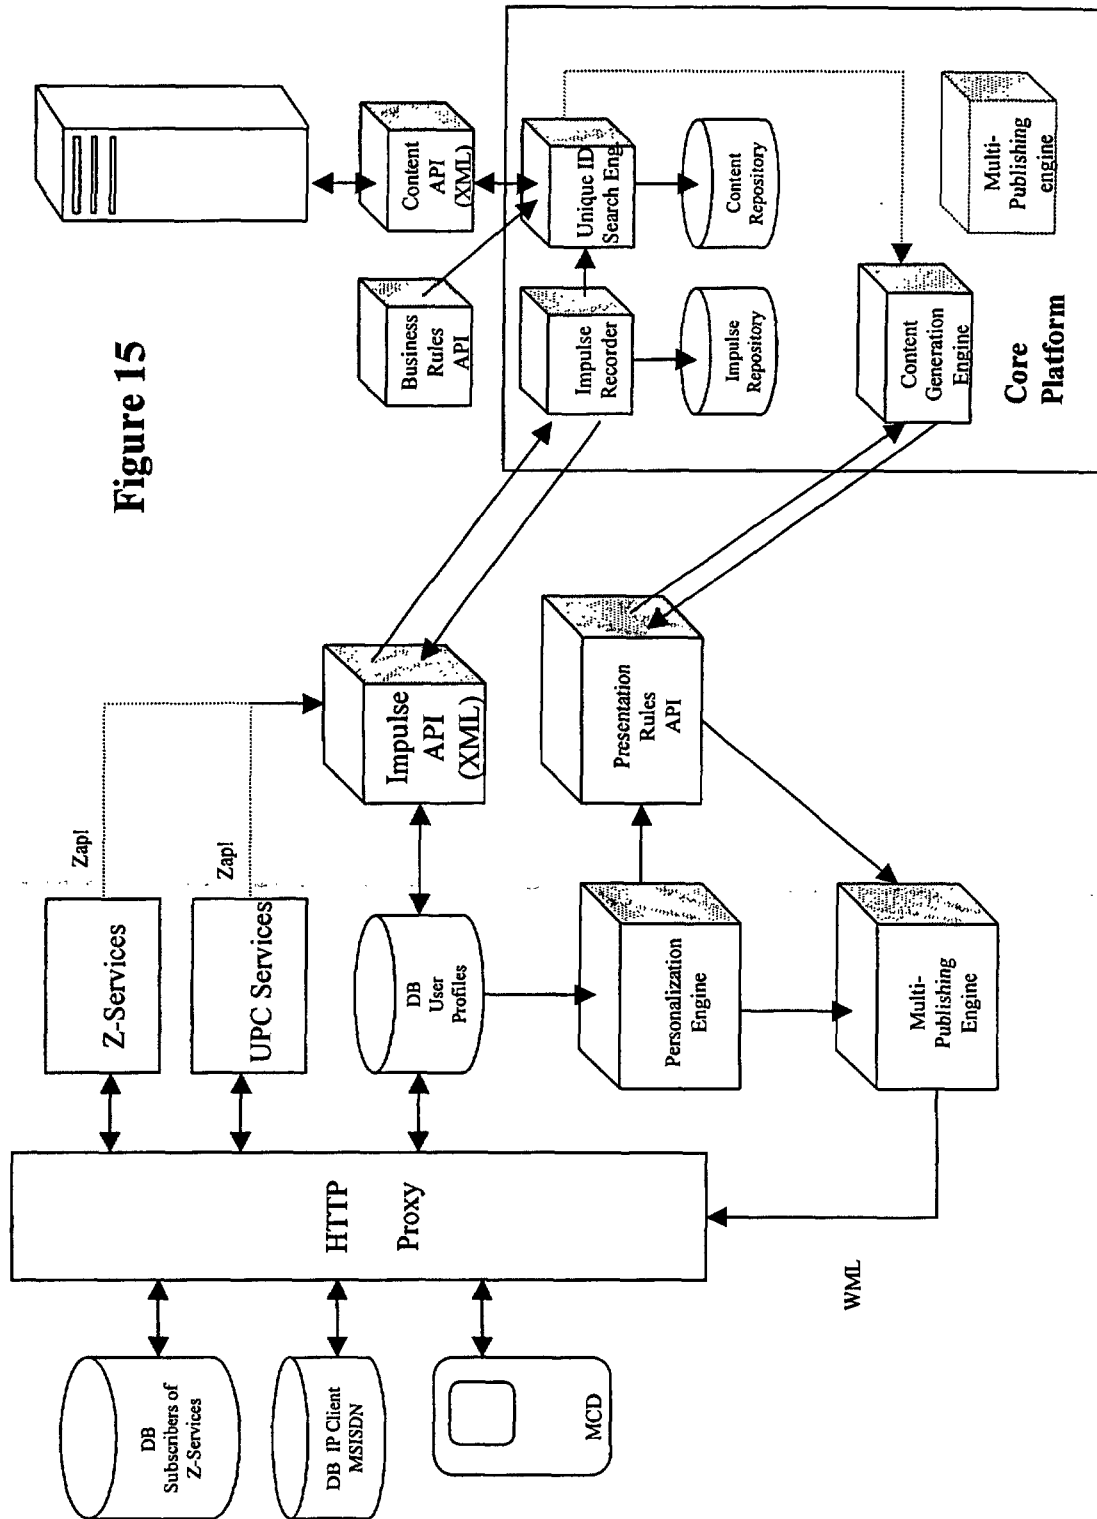 Figure 15
DB
Subscribers of
Z-Services
DB IP Client
MSISDN
MCD
HTTP
Proxy
WML
Z-Services
Zap!
UPC Services
Zap!
DB
User
Profiles
Personalization
Engine
Multi-
Publishing
Engine
Impulse
API
(XML)
Presentation
Rules
API
Business
Rules
API
Content
API
(XML)
Impulse
Recorder
Unique ID
Search Eng.
Impulse
Repository
Content
Repository
Content
Generation
Engine
Multi-
Publishing
engine
Core
Platform